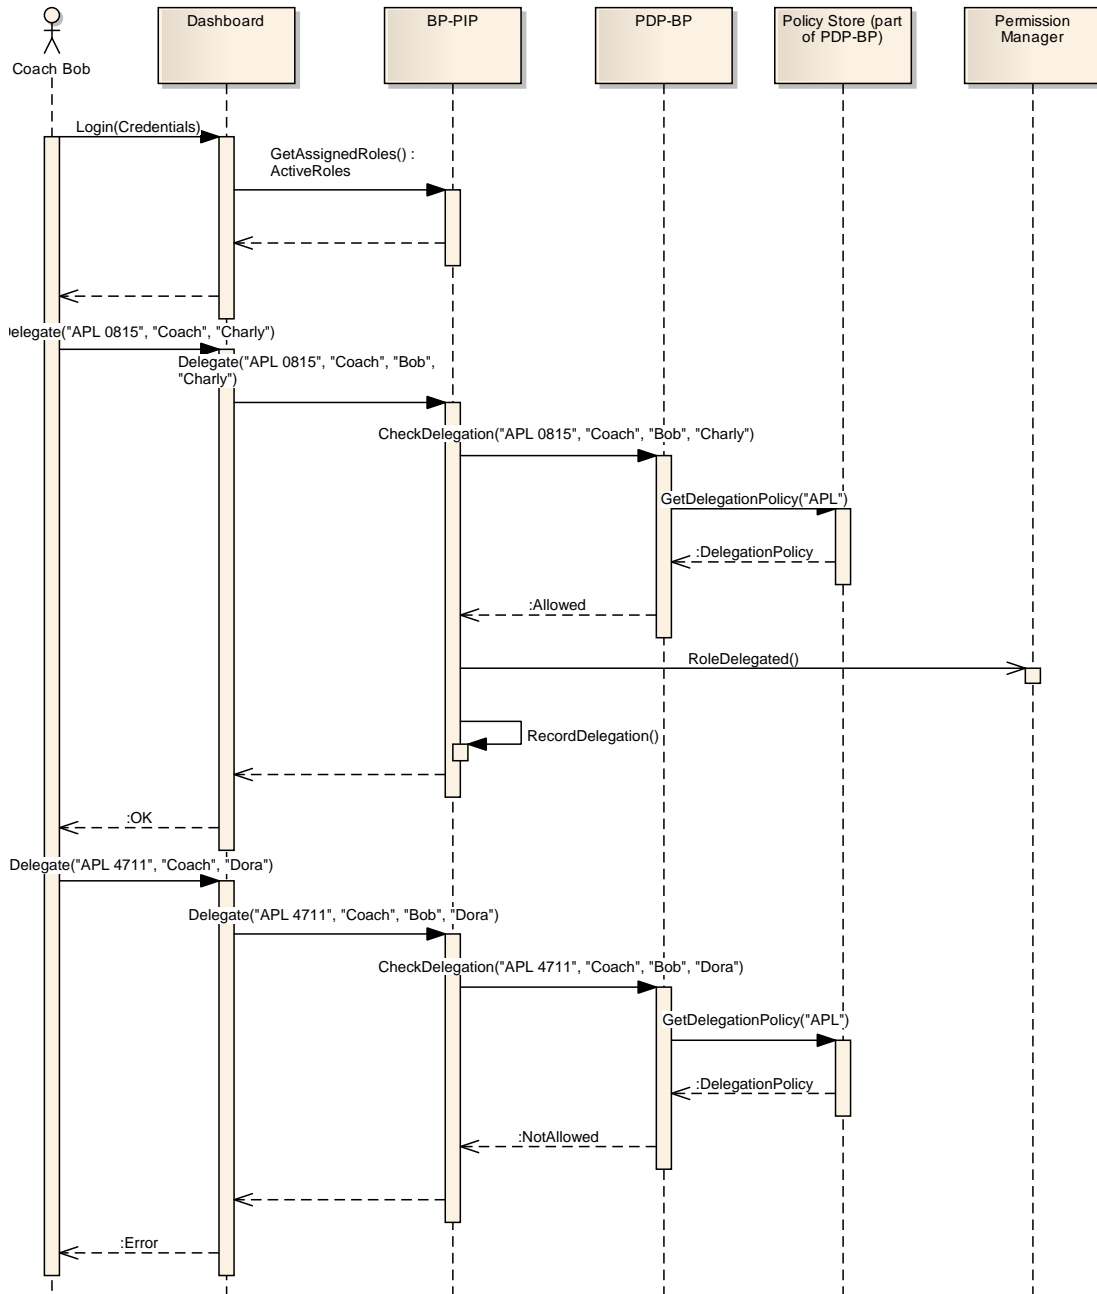 Coach Bob
Dashboard
BP-PIP
PDP-BP
Policy Store (part
of PDP-BP)
Permission
Manager
Login(Credentials)
GetAssignedRoles() :
ActiveRoles
Delegate("APL 0815", "Coach", "Charly")
Delegate("APL 0815", "Coach", "Bob",
"Charly")
CheckDelegation("APL 0815", "Coach", "Bob", "Charly")
GetDelegationPolicy("APL")
:DelegationPolicy
:Allowed
RoleDelegated()
RecordDelegation()
:OK
Delegate("APL 4711", "Coach", "Dora")
Delegate("APL 4711", "Coach", "Bob", "Dora")
CheckDelegation("APL 4711", "Coach", "Bob", "Dora")
GetDelegationPolicy("APL")
:DelegationPolicy
:NotAllowed
:Error